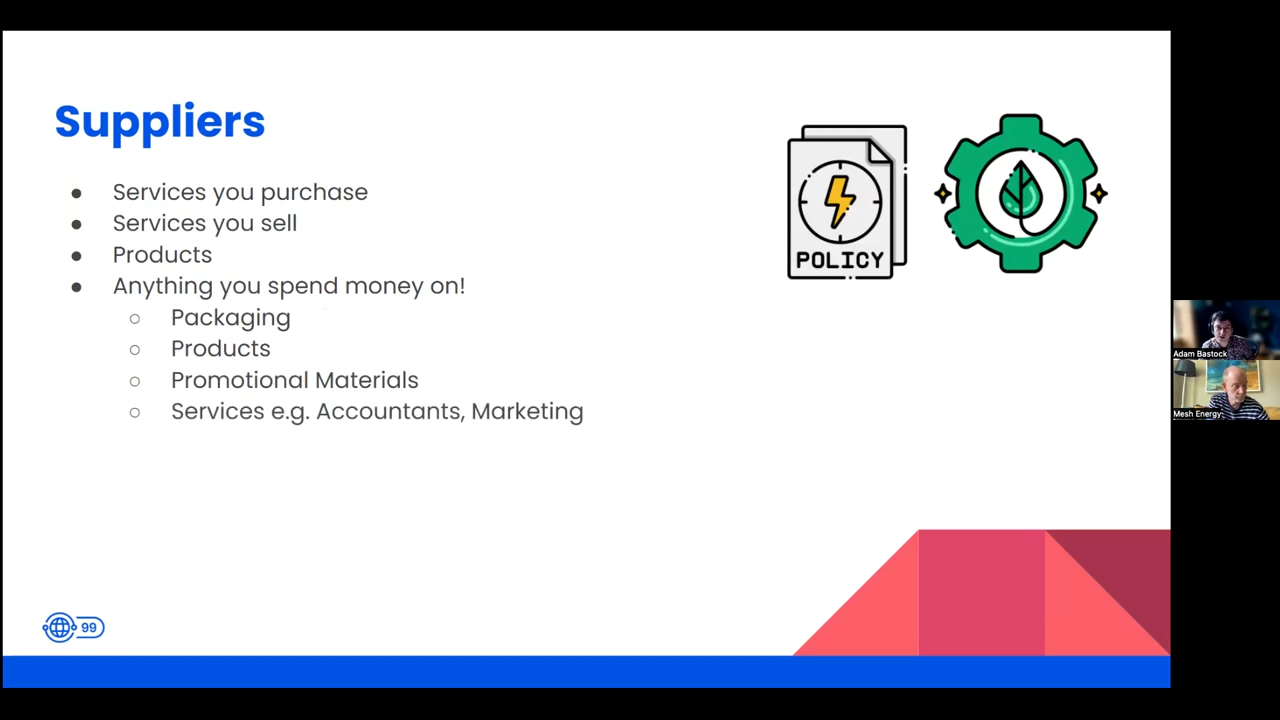 Suppliers
● Services you purchase
● Services you sell
● Products
● Anything you spend money on!
○ Packaging
○ Products
○ Promotional Materials
○ Services e.g. Accountants, Marketing
POLICY
Adam Bastock
Mesh Energy
99